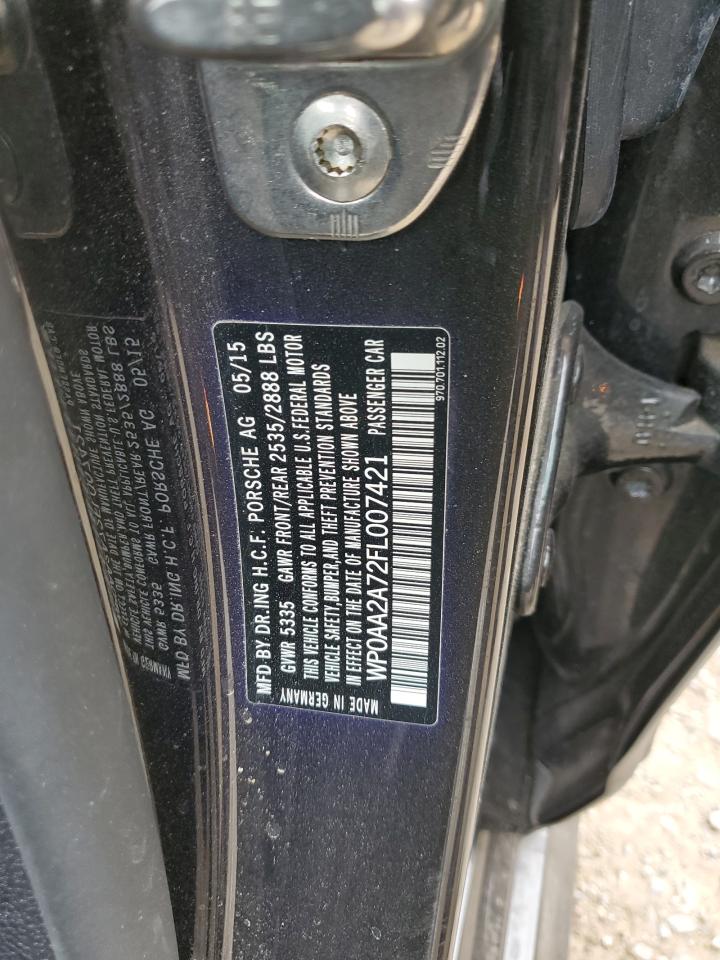 MFD BY DR.ING H.C.F. PORSCHE AG 05/15
GVWR 5335 GAWR FRONT/REAR 2535/2888 LBS
THIS VEHICLE CONFORMS TO ALL APPLICABLE U.S.FEDERAL MOTOR
VEHICLE SAFETY,BUMPER,AND THEFT PREVENTION STANDARDS
IN EFFECT ON THE DATE OF MANUFACTURE SHOWN ABOVE
WP0AA2A72FL007421 PASSENGER CAR
MADE IN GERMANY
970.701.112.02